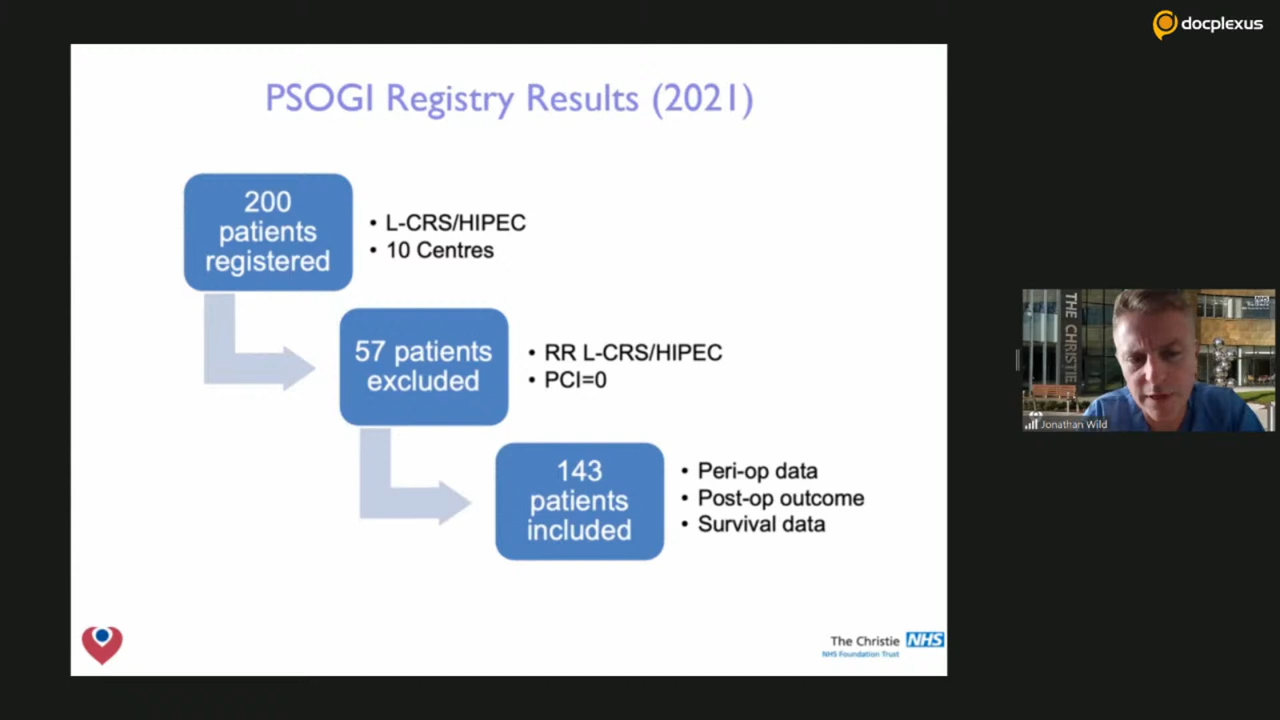 docplexus
PSOGI Registry Results (2021)
200
patients
registered
• L-CRS/HIPEC
• 10 Centres
57 patients
excluded
• RR L-CRS/HIPEC
• PCI=0
143
patients
included
• Peri-op data
• Post-op outcome
• Survival data
THE CHRISTIE
NHS
Jonathan Wild
The Christie NHS
NHS Foundation Trust